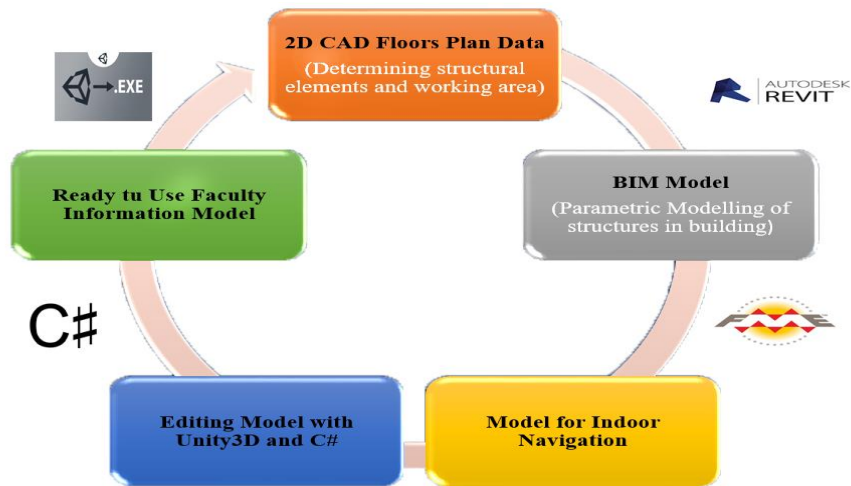 2D CAD Floors Plan Data
(Determining structural
elements and working area)
→.EXE
AUTODESK
REVIT
BIM Model
(Parametric Modelling of
structures in building)
Ready tu Use Faculty
Information Model
C#
FME
Editing Model with
Unity3D and C#
Model for Indoor
Navigation